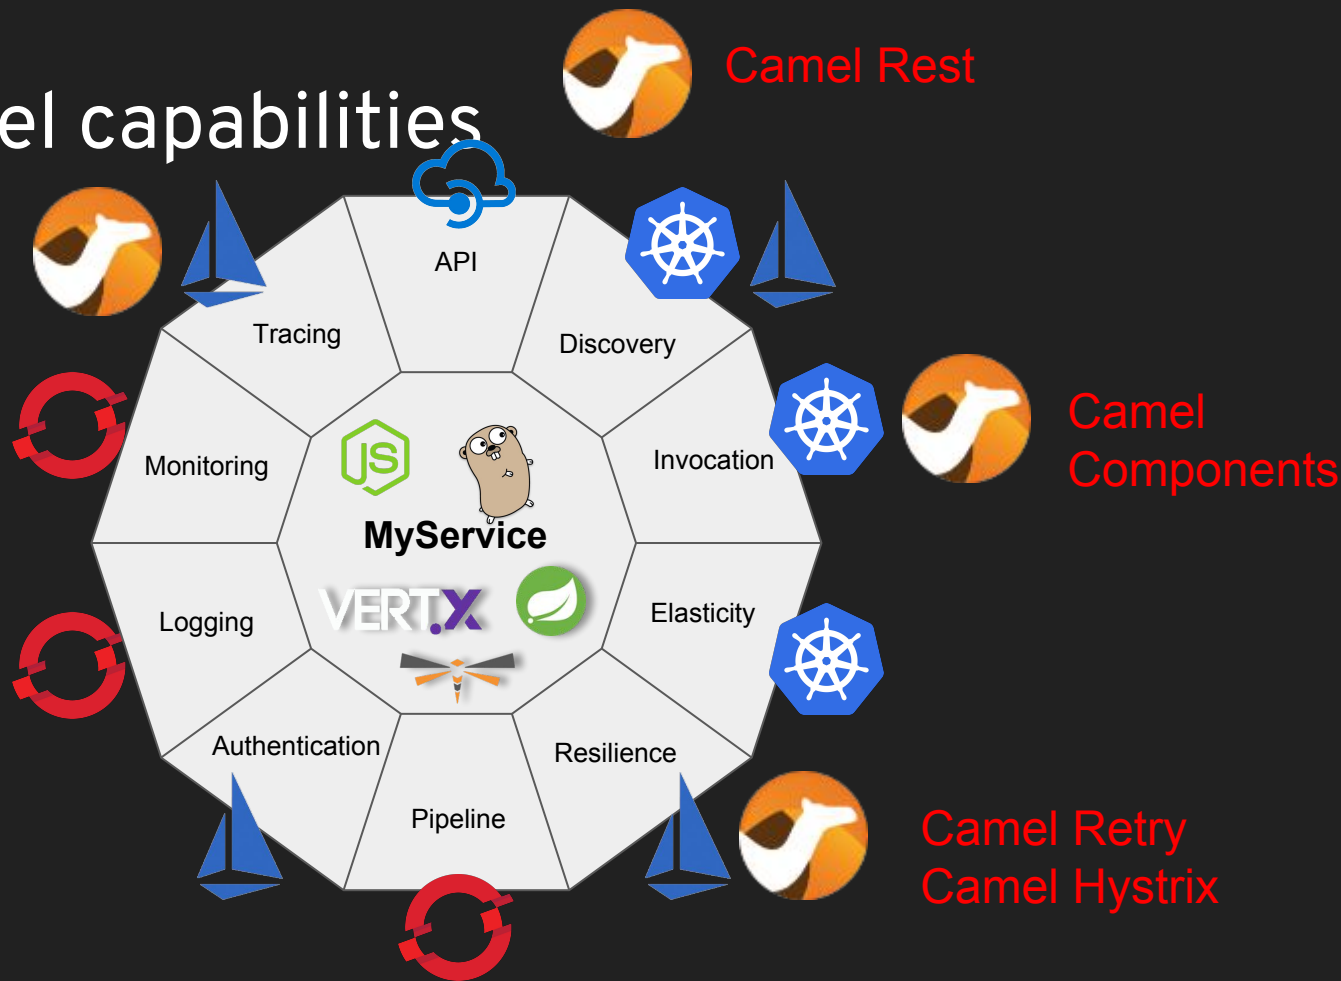 Camel Rest
el capabilities
API
Tracing
Discovery
Camel
Components
Monitoring
JS
Invocation
MyService
VERT.X
Logging
Elasticity
Authentication
Resilience
Pipeline
Camel Retry
Camel Hystrix